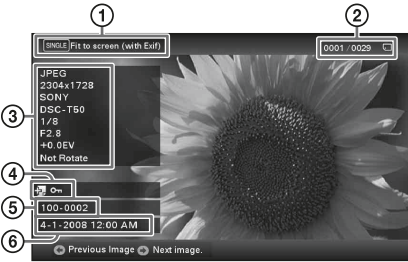 1
2
SINGLE Fit to screen (with Exif)
0001/0029
3
JPEG
2304x1728
SONY
DSC-T50
1/8
F2.8
+0.0EV
Not Rotate
4
5
100-0002
4-1-2008 12:00 AM
6
Previous Image Next image.